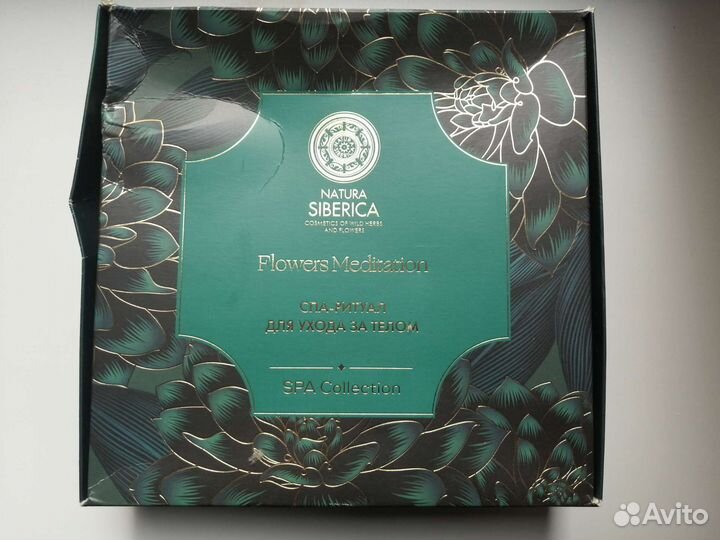 NATURA
SIBERICA
COSMETICS OF WILD HERBS
AND FLOWERS
Flowers Meditation
СПА-РИТУАЛ
ДЛЯ УХОДА ЗА ТЕЛОМ
SPA Collection
Avito